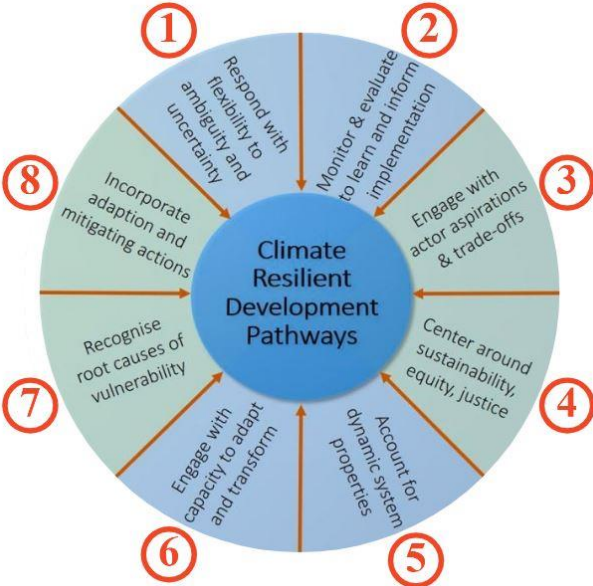 1
Respond with
flexibility to
ambiguity and
uncertainty
2
Monitor & evaluate
to learn and inform
implementation
3
Engage with
actor aspirations
& trade-offs
4
Center around
sustainability,
equity, justice
5
Account for
dynamic system
properties
6
Engage with
capacity to adapt
and transform
7
Recognise
root causes of
vulnerability
8
Incorporate
adaption and
mitigating actions
Climate
Resilient
Development
Pathways